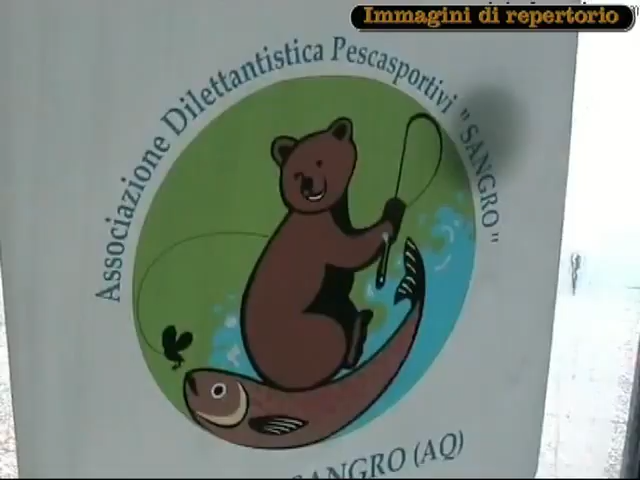 Immagini di repertorio
Associazione Dilettantistica Pescasportivi "SANGRO"
SANGRO (AQ)